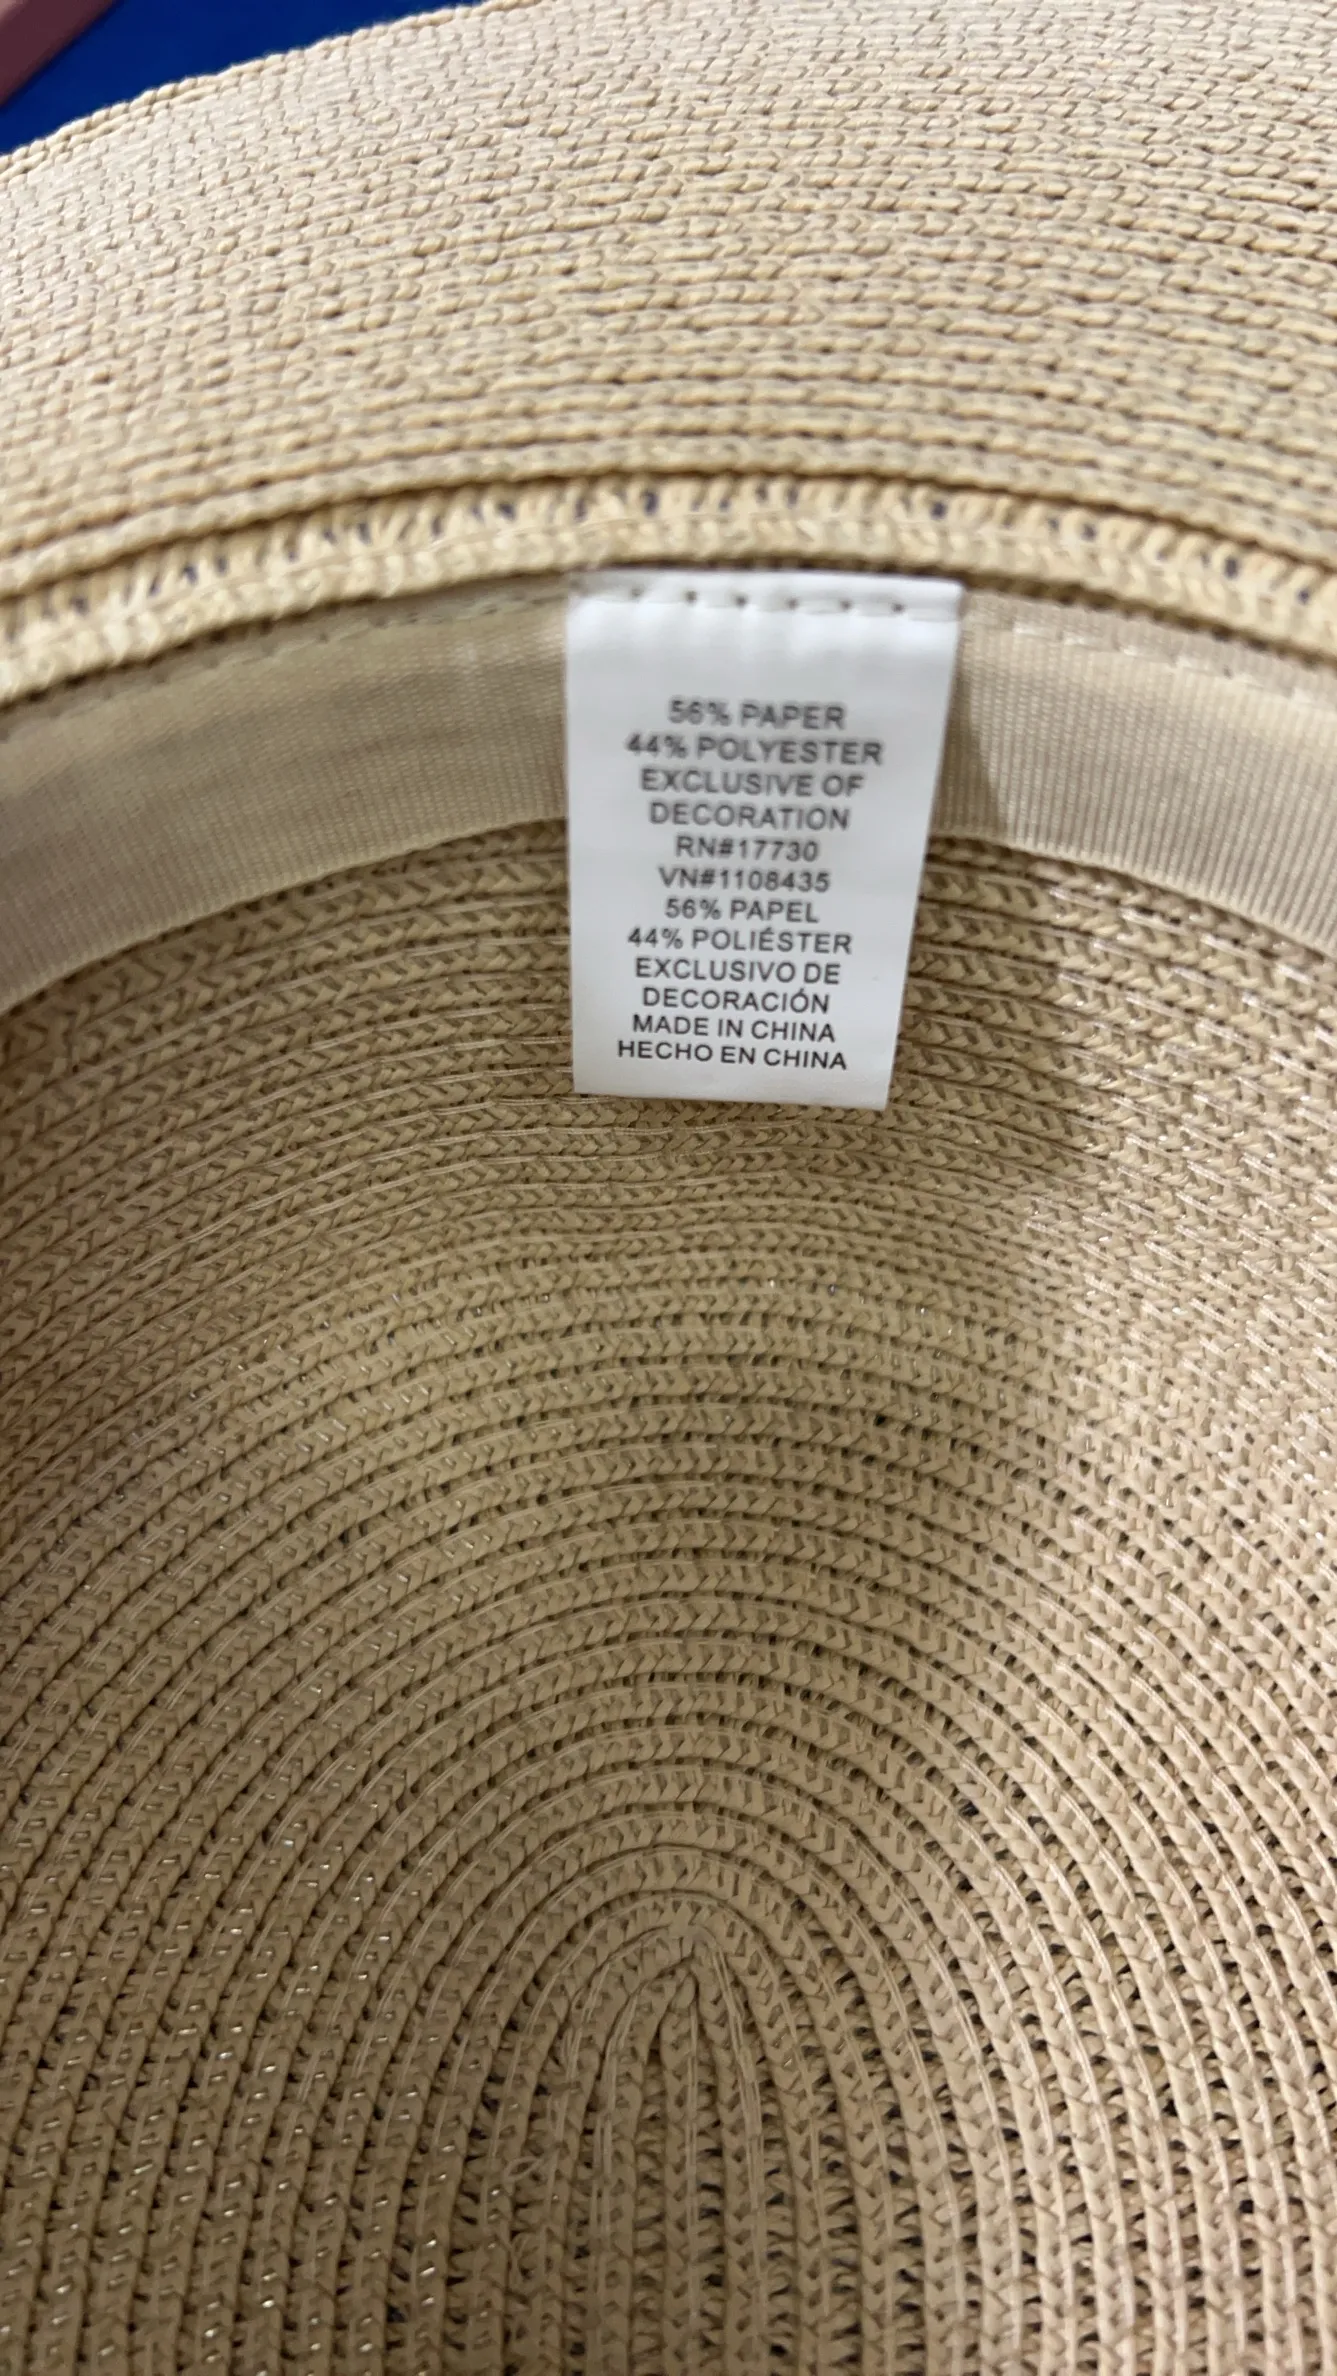 56% PAPER
44% POLYESTER
EXCLUSIVE OF
DECORATION
RN#17730
VN#1108435
56% PAPEL
44% POLIÉSTER
EXCLUSIVO DE
DECORACIÓN
MADE IN CHINA
HECHO EN CHINA